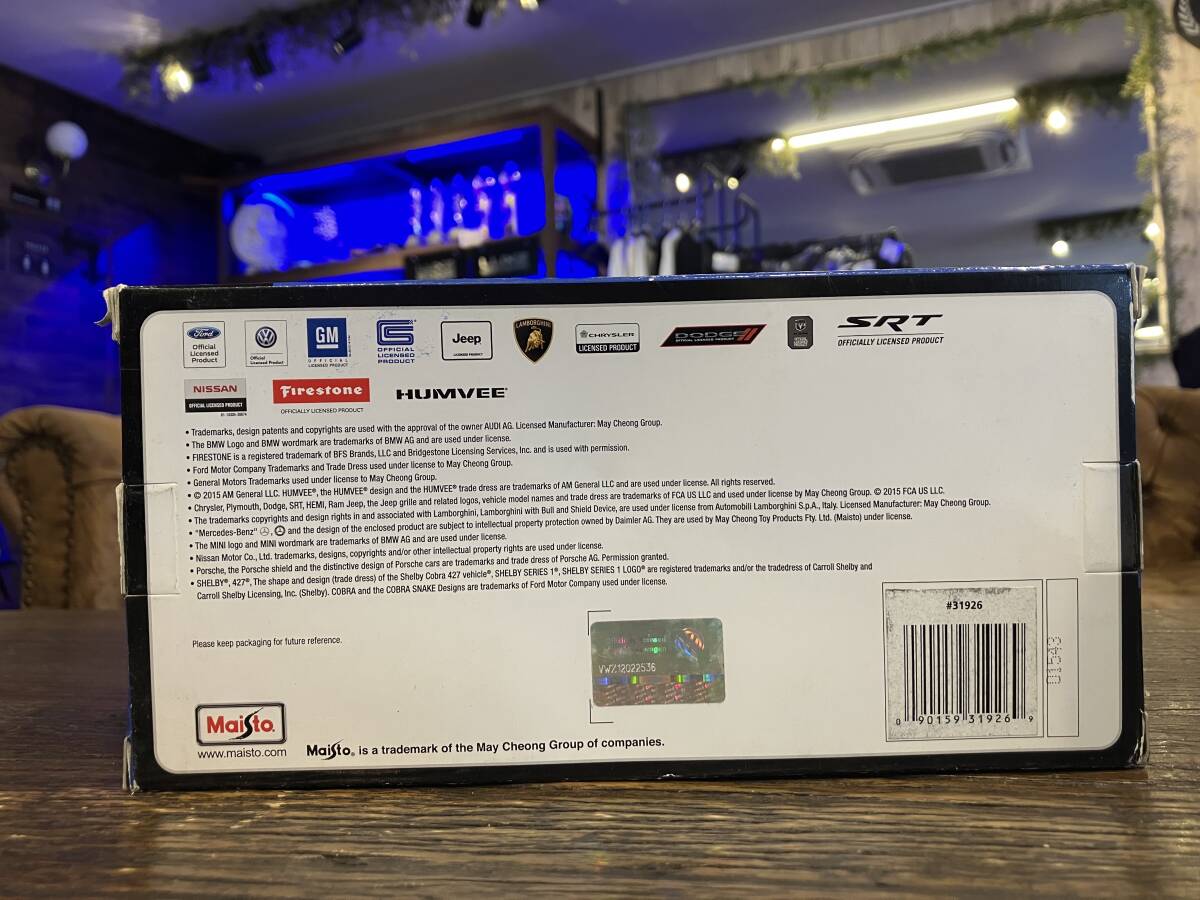 Ford
Official
Licensed
Product
Official
Licensed Product
GM
OFFICIAL
LICENSED PRODUCT
OFFICIAL
LICENSED
PRODUCT
Jeep
LICENSED PRODUCT
LAMBORGHINI
CHRYSLER
LICENSED PRODUCT
DODGE
OFFICIAL LICENSED PRODUCT
SRT
OFFICIALLY LICENSED PRODUCT
NISSAN
OFFICIAL LICENSED PRODUCT
Firestone
OFFICIALLY LICENSED PRODUCT
HUMVEE®
• Trademarks, design patents and copyrights are used with the approval of the owner AUDI AG. Licensed Manufacturer: May Cheong Group.
• The BMW Logo and BMW wordmark are trademarks of BMW AG and are used under license.
• FIRESTONE is a registered trademark of BFS Brands, LLC and Bridgestone Licensing Services, Inc. and is used with permission.
• Ford Motor Company Trademarks and Trade Dress used under license to May Cheong Group.
• General Motors Trademarks used under license to May Cheong Group.
• © 2015 AM General LLC. HUMVEE®, the HUMVEE® design and the HUMVEE® trade dress are trademarks of AM General LLC and are used under license. All rights reserved.
• Chrysler, Plymouth, Dodge, SRT, HEMI, Ram Jeep, the Jeep grille and related logos, vehicle model names and trade dress are trademarks of FCA US LLC and used under license by May Cheong Group. © 2015 FCA US LLC.
• The trademarks copyrights and design rights in and associated with Lamborghini, Lamborghini with Bull and Shield Device, are used under license from Automobili Lamborghini S.p.A., Italy. Licensed Manufacturer: May Cheong Group.
• "Mercedes-Benz" , and the design of the enclosed product are subject to intellectual property protection owned by Daimler AG. They are used by May Cheong Toy Products Fty. Ltd. (Maisto) under license.
• The MINI logo and MINI wordmark are trademarks of BMW AG and are used under license.
• Nissan Motor Co., Ltd. trademarks, designs, copyrights and/or other intellectual property rights are used under license.
• Porsche, the Porsche shield and the distinctive design of Porsche cars are trademarks and trade dress of Porsche AG. Permission granted.
• SHELBY®, 427®, The shape and design (trade dress) of the Shelby Cobra 427 vehicle®, SHELBY SERIES 1®, SHELBY SERIES 1 LOGO® are registered trademarks and/or the tradedress of Carroll Shelby and
Carroll Shelby Licensing, Inc. (Shelby). COBRA and the COBRA SNAKE Designs are trademarks of Ford Motor Company used under license.
Please keep packaging for future reference.
VWZ12022536
#31926
0 90159 31926 9
01543
Maisto.
www.maisto.com
Maisto® is a trademark of the May Cheong Group of companies.